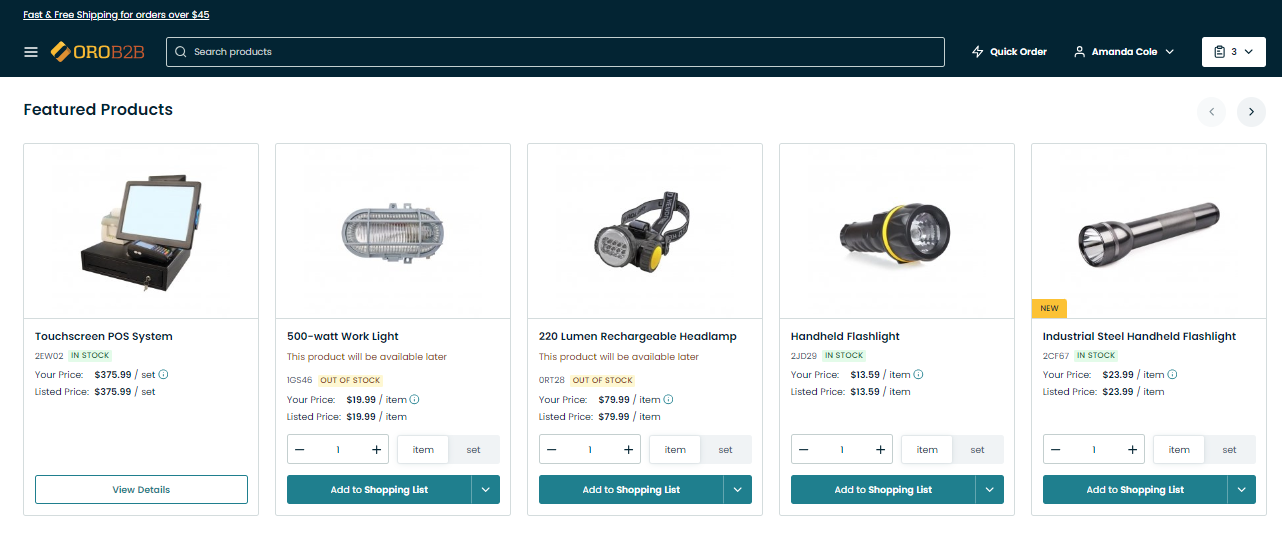 Fast & Free Shipping for orders over $45
OROB2B
Search products
Quick Order
Amanda Cole
3
Featured Products
Touchscreen POS System
2EW02 IN STOCK
Your Price: $375.99 / set
Listed Price: $375.99 / set
View Details
500-watt Work Light
This product will be available later
1GS46 OUT OF STOCK
Your Price: $19.99 / item
Listed Price: $19.99 / item
1 item set
Add to Shopping List
220 Lumen Rechargeable Headlamp
This product will be available later
0RT28 OUT OF STOCK
Your Price: $79.99 / item
Listed Price: $79.99 / item
1 item set
Add to Shopping List
Handheld Flashlight
2JD29 IN STOCK
Your Price: $13.59 / item
Listed Price: $13.59 / item
1 item set
Add to Shopping List
NEW
Industrial Steel Handheld Flashlight
2CF67 IN STOCK
Your Price: $23.99 / item
Listed Price: $23.99 / item
1 item set
Add to Shopping List